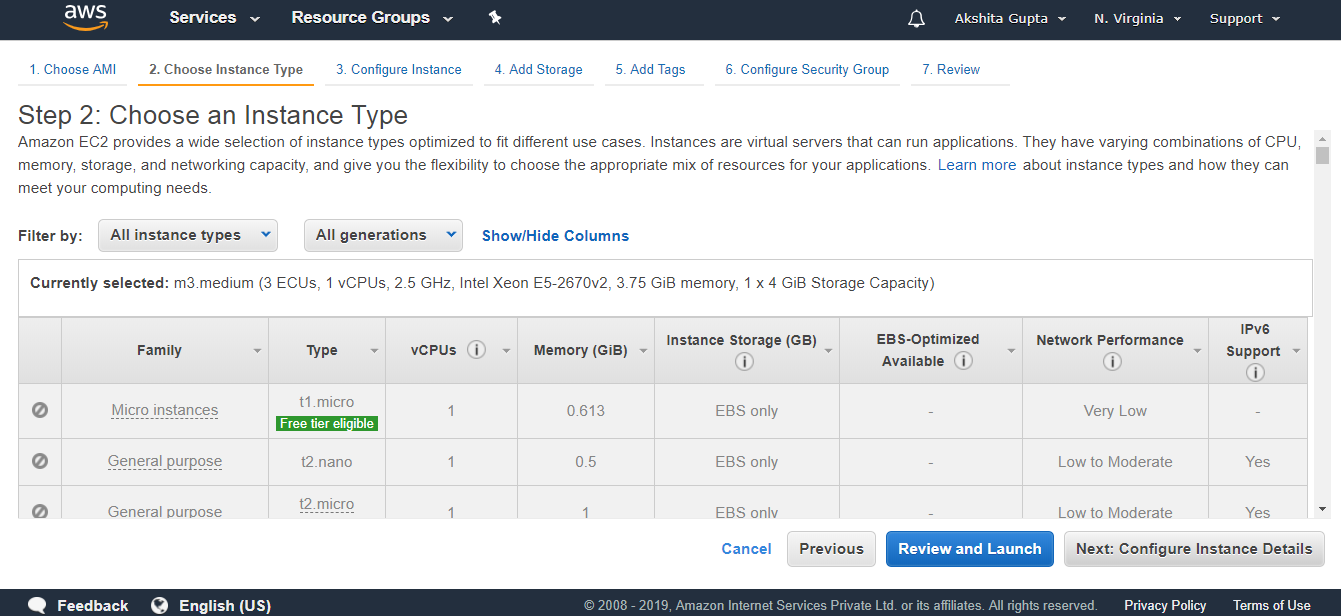 aws Services Resource Groups Akshita Gupta N. Virginia Support
1. Choose AMI 2. Choose Instance Type 3. Configure Instance 4. Add Storage 5. Add Tags 6. Configure Security Group 7. Review
Step 2: Choose an Instance Type
Amazon EC2 provides a wide selection of instance types optimized to fit different use cases. Instances are virtual servers that can run applications. They have varying combinations of CPU,
memory, storage, and networking capacity, and give you the flexibility to choose the appropriate mix of resources for your applications. Learn more about instance types and how they can
meet your computing needs.
Filter by: All instance types All generations Show/Hide Columns
Currently selected: m3.medium (3 ECUs, 1 vCPUs, 2.5 GHz, Intel Xeon E5-2670v2, 3.75 GiB memory, 1 x 4 GiB Storage Capacity)
Family Type vCPUs i Memory (GiB) Instance Storage (GB) i EBS-Optimized Available i Network Performance i IPv6 Support i
Micro instances t1.micro 1 0.613 EBS only - Very Low -
Free tier eligible
General purpose t2.nano 1 0.5 EBS only - Low to Moderate Yes
General purpose t2.micro 1 1 EBS only - Low to Moderate Yes
Cancel Previous Review and Launch Next: Configure Instance Details
Feedback English (US) © 2008 - 2019, Amazon Internet Services Private Ltd. or its affiliates. All rights reserved. Privacy Policy Terms of Use